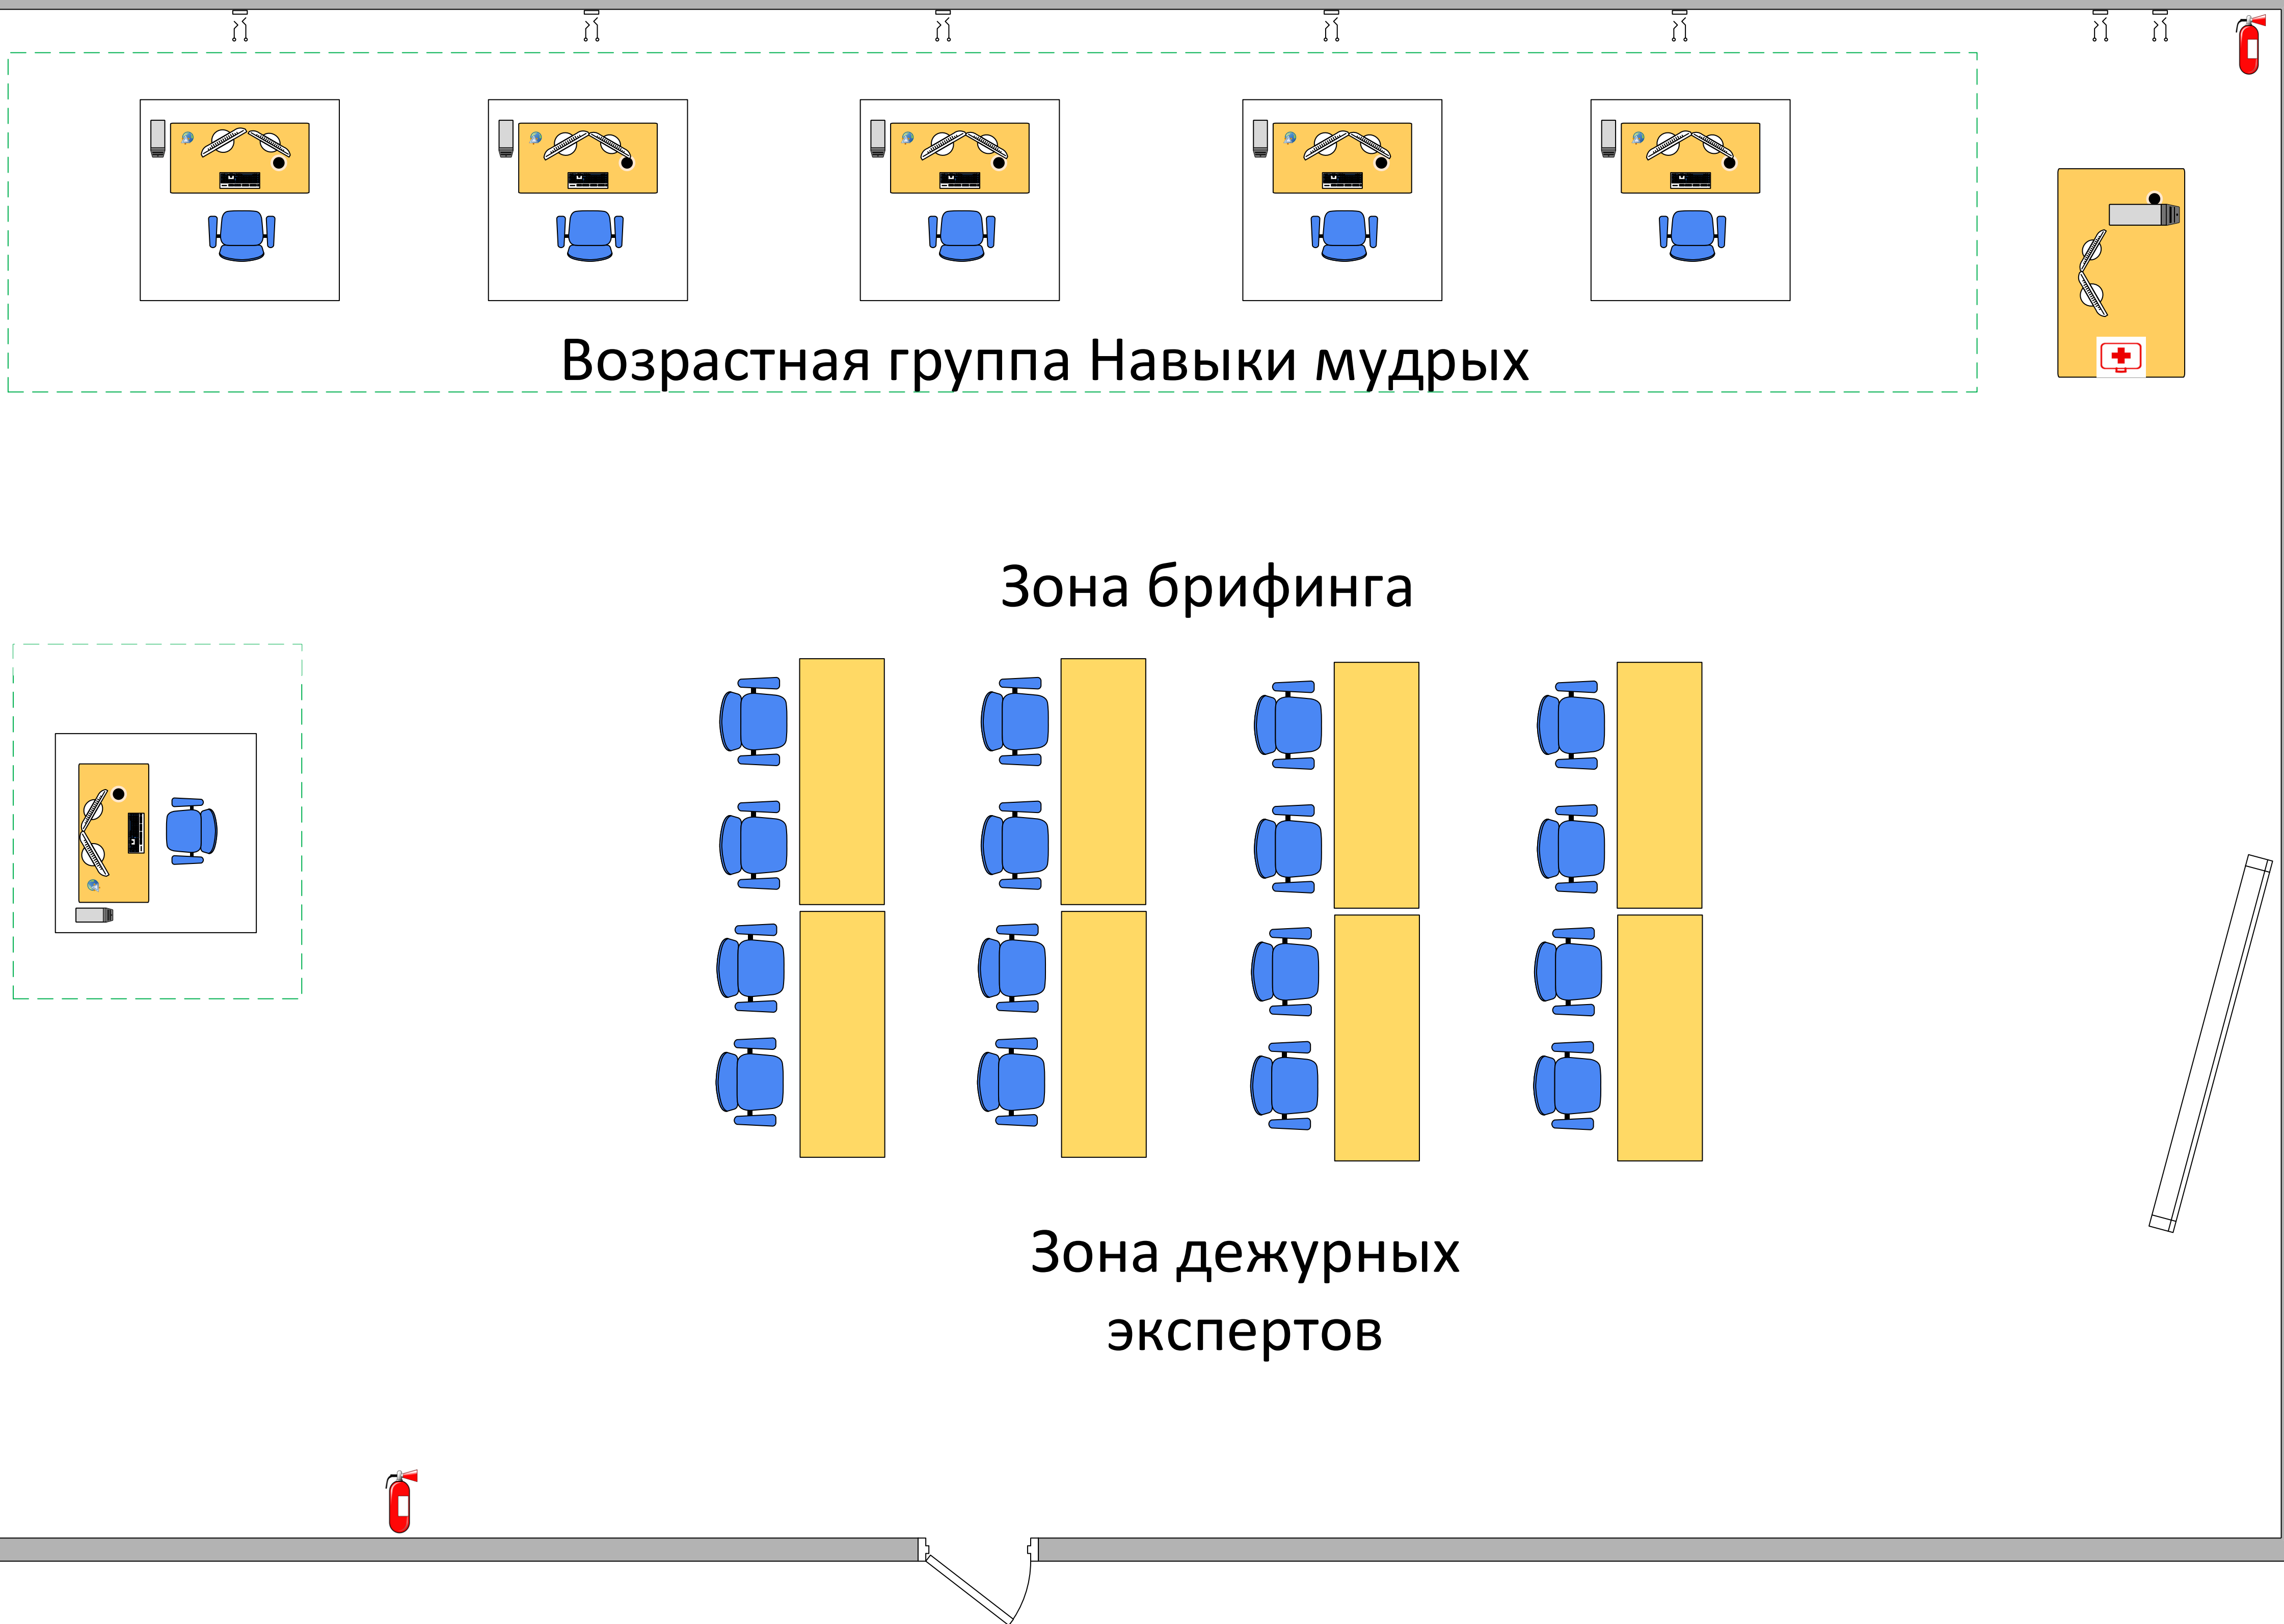 Возрастная группа Навыки мудрых
Зона брифинга
Зона дежурных
экспертов